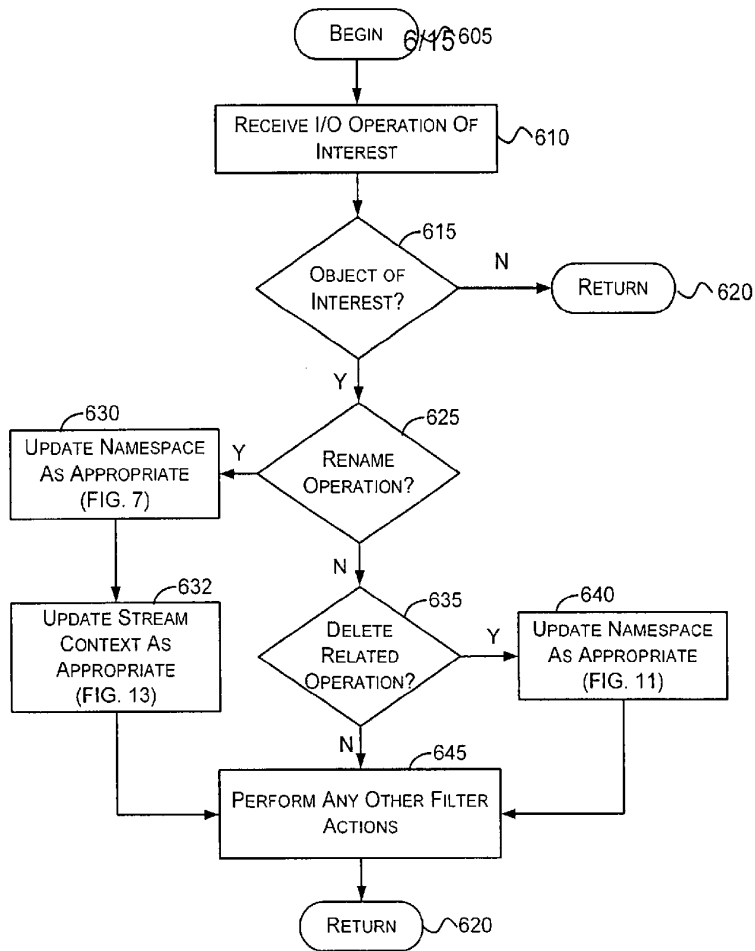 BEGIN
6/15
605
RECEIVE I/O OPERATION OF
INTEREST
610
615
OBJECT OF
INTEREST?
N
RETURN
620
Y
630
625
UPDATE NAMESPACE
AS APPROPRIATE
(FIG. 7)
Y
RENAME
OPERATION?
N
632
635
640
UPDATE STREAM
CONTEXT AS
APPROPRIATE
(FIG. 13)
DELETE
RELATED
OPERATION?
Y
UPDATE NAMESPACE
AS APPROPRIATE
(FIG. 11)
N
645
PERFORM ANY OTHER FILTER
ACTIONS
RETURN
620